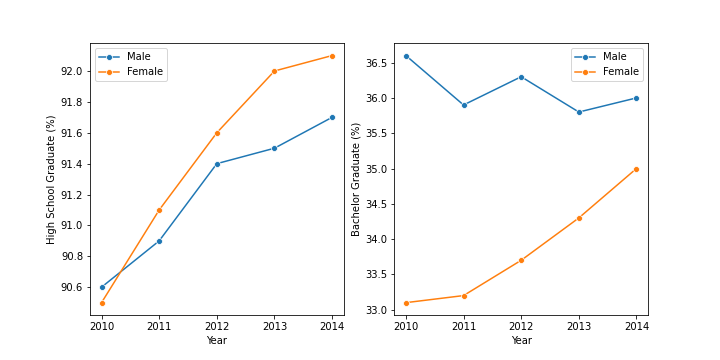 Male
Female
92.0
91.8
91.6
91.4
91.2
91.0
90.8
90.6
High School Graduate (%)
2010 2011 2012 2013 2014
Year
Male
Female
36.5
36.0
35.5
35.0
34.5
34.0
33.5
33.0
Bachelor Graduate (%)
2010 2011 2012 2013 2014
Year